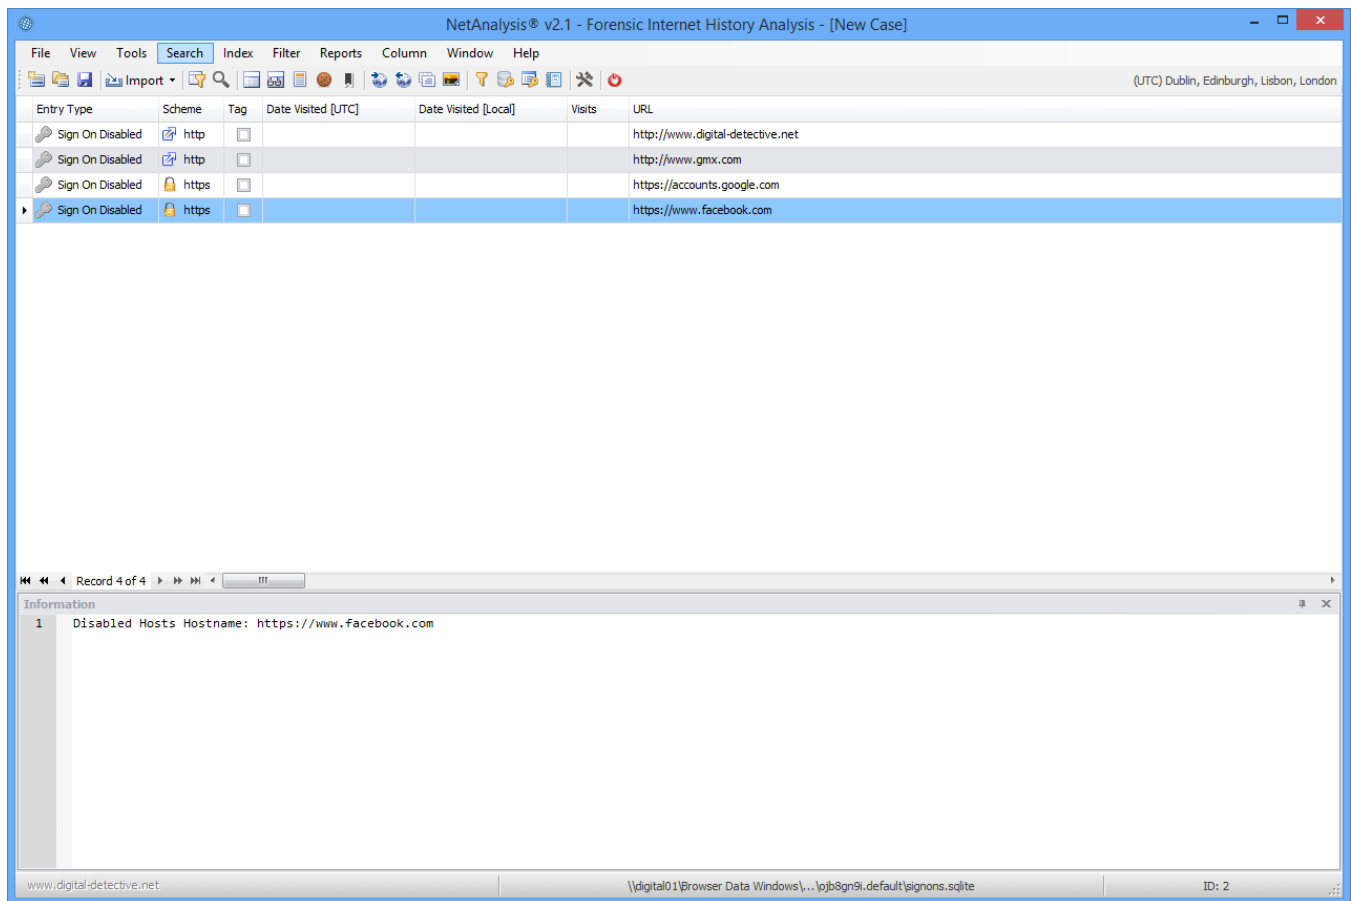 NetAnalysis® v2.1 - Forensic Internet History Analysis - [New Case]
File View Tools Search Index Filter Reports Column Window Help
Import (UTC) Dublin, Edinburgh, Lisbon, London
Entry Type Scheme Tag Date Visited [UTC] Date Visited [Local] Visits URL
Sign On Disabled http http://www.digital-detective.net
Sign On Disabled http http://www.gmx.com
Sign On Disabled https https://accounts.google.com
Sign On Disabled https https://www.facebook.com
Record 4 of 4
Information
1 Disabled Hosts Hostname: https://www.facebook.com
www.digital-detective.net \\digital01\Browser Data Windows\...\ojb8gn9i.default\signons.sqlite ID: 2